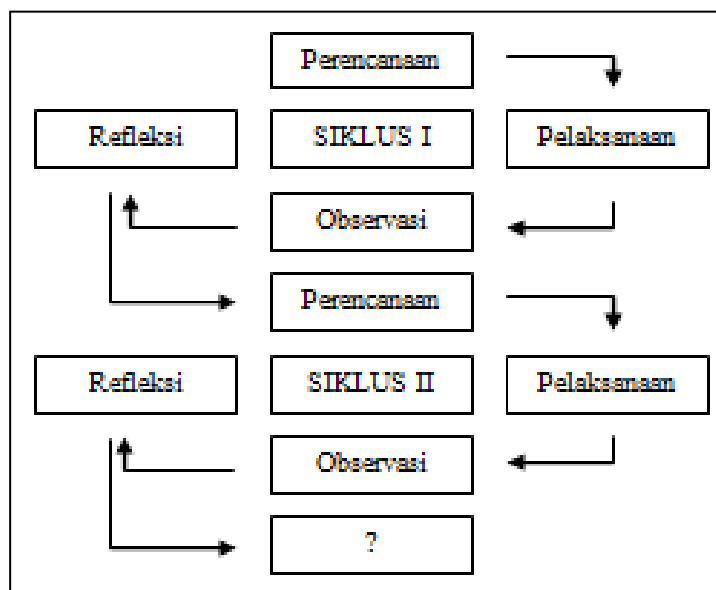 Perencanaan
Refleksi
SIKLUS I
Pelaksanaan
Observasi
Perencanaan
Refleksi
SIKLUS II
Pelaksanaan
Observasi
?